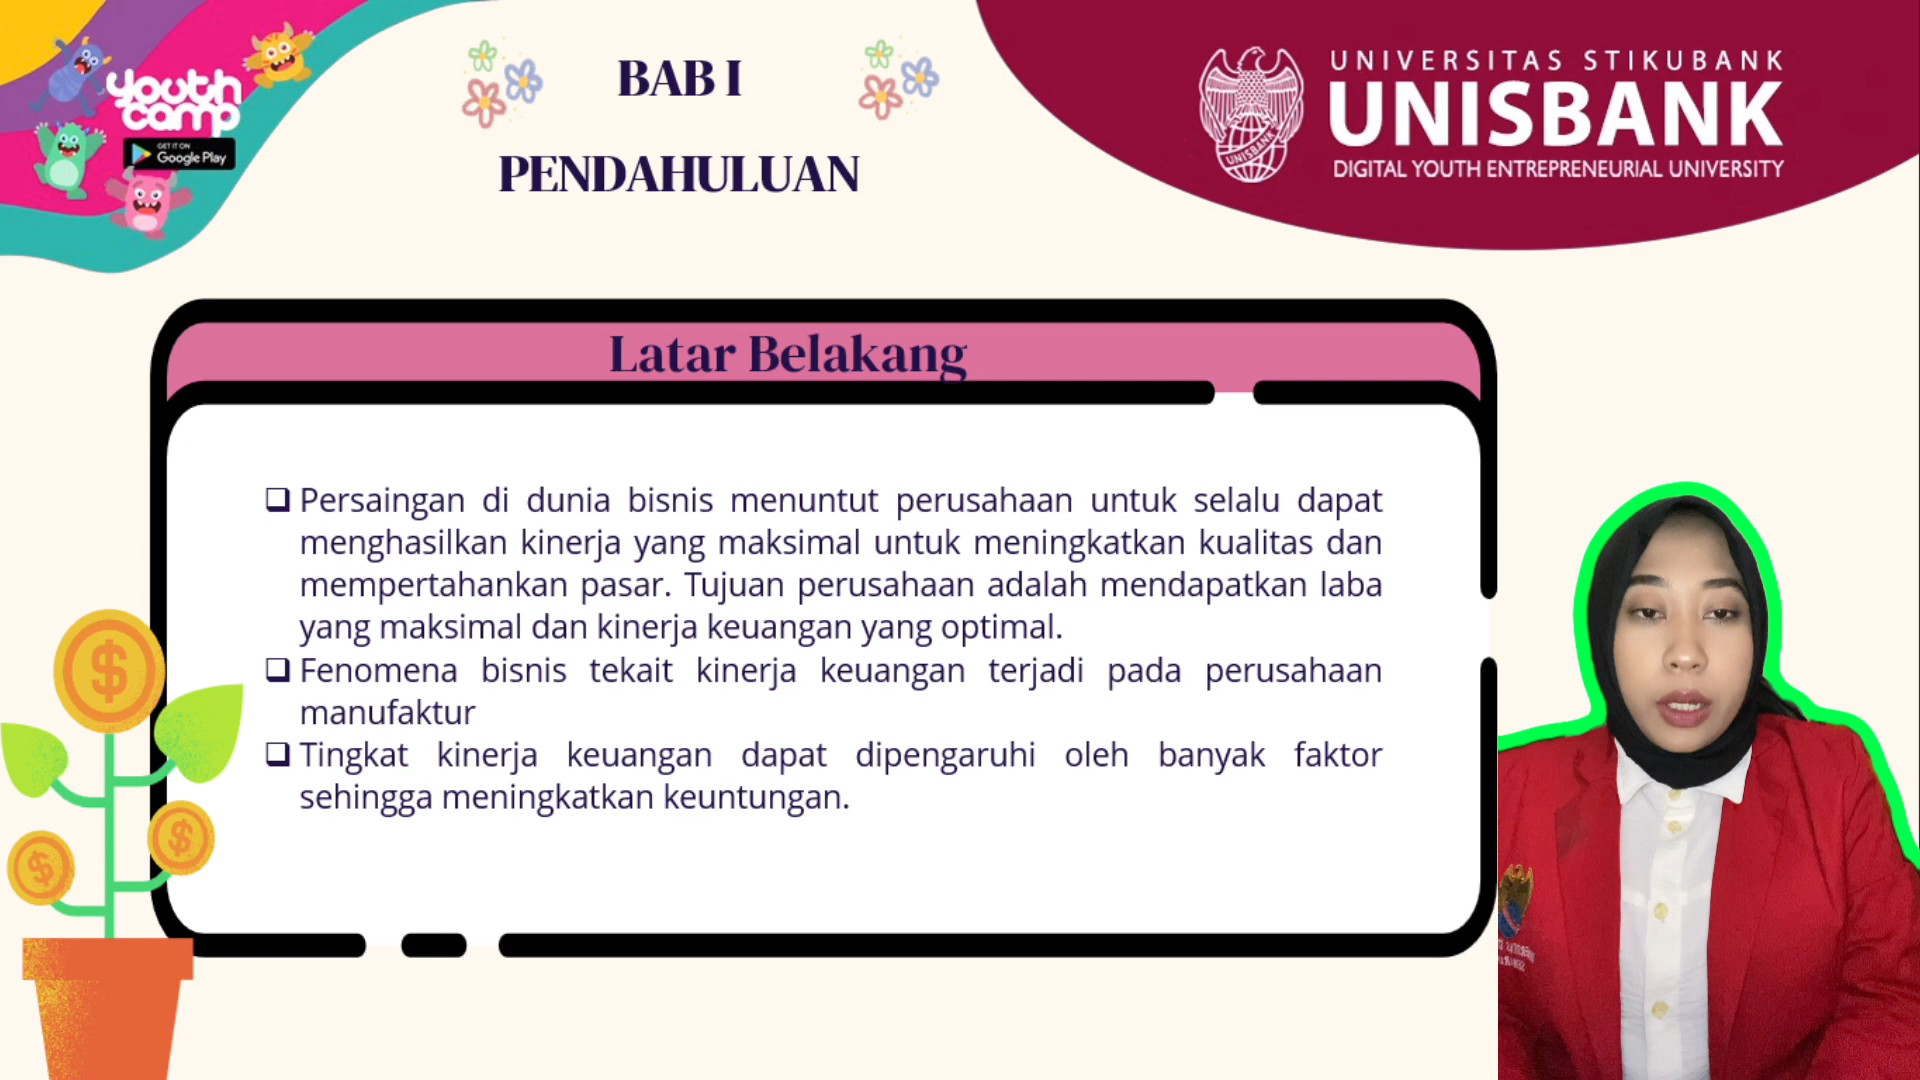 youth
camp
GET IT ON
Google Play
BAB I
PENDAHULUAN
UNIVERSITAS STIKUBANK
UNISBANK
DIGITAL YOUTH ENTREPRENEURIAL UNIVERSITY
UNISBANK
Latar Belakang
❑ Persaingan di dunia bisnis menuntut perusahaan untuk selalu dapat
menghasilkan kinerja yang maksimal untuk meningkatkan kualitas dan
mempertahankan pasar. Tujuan perusahaan adalah mendapatkan laba
yang maksimal dan kinerja keuangan yang optimal.
❑ Fenomena bisnis tekait kinerja keuangan terjadi pada perusahaan
manufaktur
❑ Tingkat kinerja keuangan dapat dipengaruhi oleh banyak faktor
sehingga meningkatkan keuntungan.